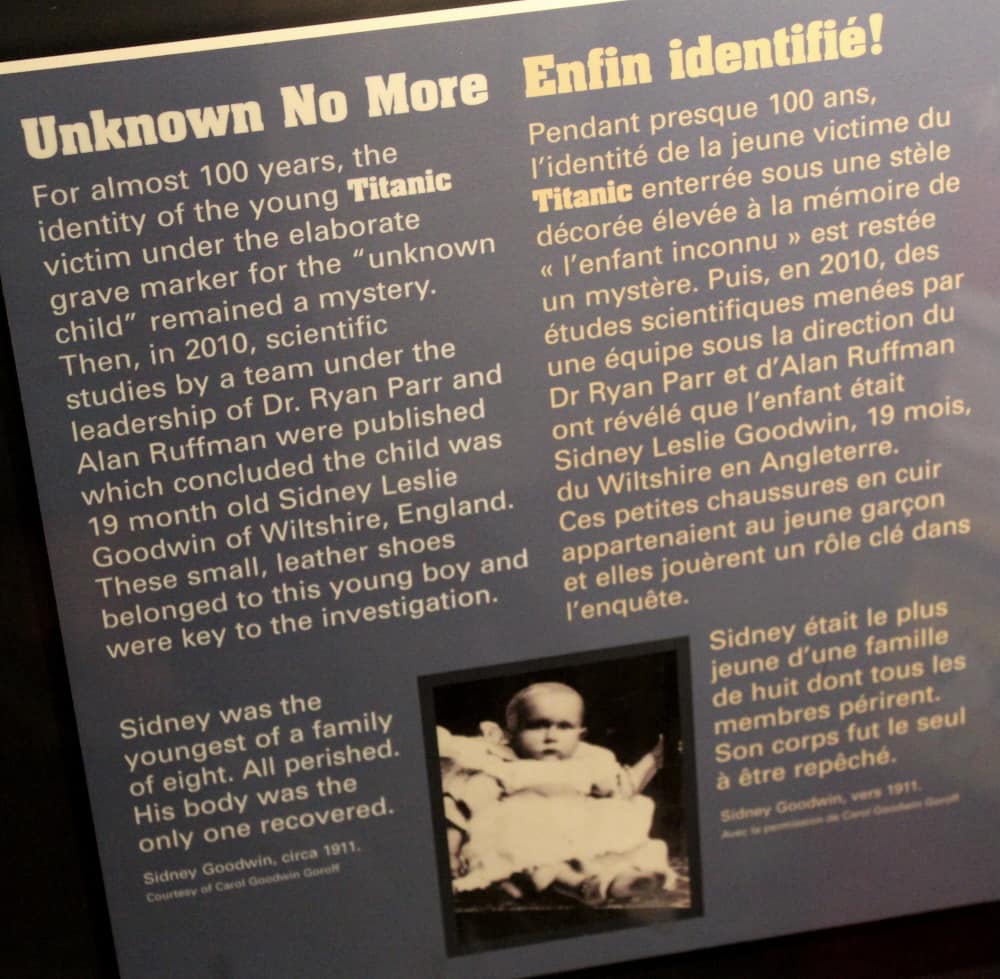 Unknown No More
For almost 100 years, the
identity of the young Titanic
victim under the elaborate
grave marker for the “unknown
child” remained a mystery.
Then, in 2010, scientific
studies by a team under the
leadership of Dr. Ryan Parr and
Alan Ruffman were published
which concluded the child was
19 month old Sidney Leslie
Goodwin of Wiltshire, England.
These small, leather shoes
belonged to this young boy and
were key to the investigation.
Sidney was the
youngest of a family
of eight. All perished.
His body was the
only one recovered.
Sidney Goodwin, circa 1911.
Courtesy of Carol Goodwin Goroff
Enfin identifié!
Pendant presque 100 ans,
l’identité de la jeune victime du
Titanic enterrée sous une stèle
décorée élevée à la mémoire de
« l’enfant inconnu » est restée
un mystère. Puis, en 2010, des
études scientifiques menées par
une équipe sous la direction du
Dr Ryan Parr et d’Alan Ruffman
ont révélé que l’enfant était
Sidney Leslie Goodwin, 19 mois,
du Wiltshire en Angleterre.
Ces petites chaussures en cuir
appartenaient au jeune garçon
et elles jouèrent un rôle clé dans
l’enquête.
Sidney était le plus
jeune d’une famille
de huit dont tous les
membres périrent.
Son corps fut le seul
à être repêché.
Sidney Goodwin, vers 1911.
Avec la permission de Carol Goodwin Goroff